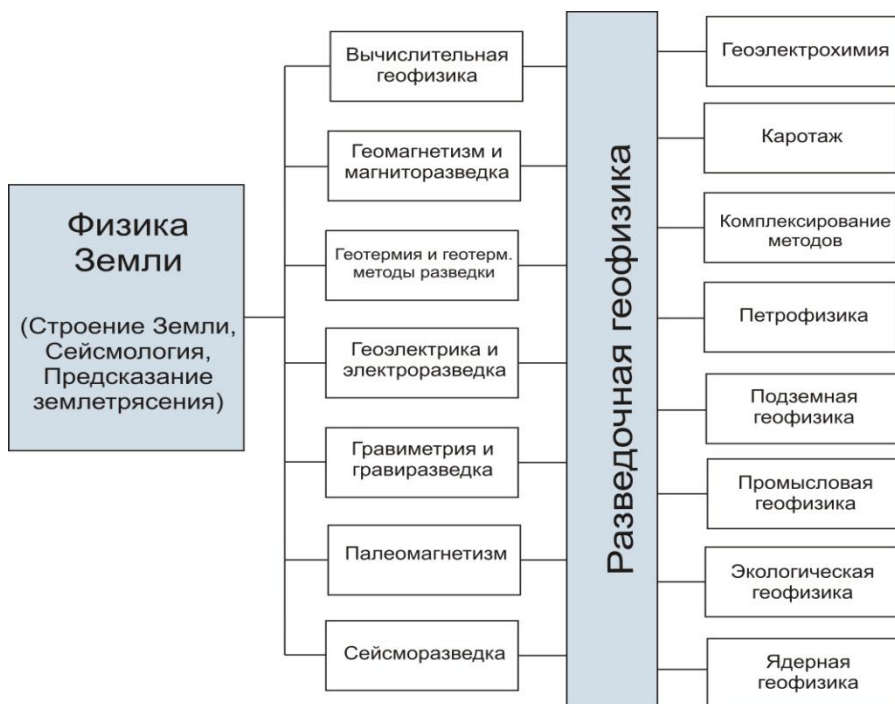 Физика
Земли
(Строение Земли,
Сейсмология,
Предсказание
землетрясения)
Вычислительная
геофизика
Геомагнетизм и
магниторазведка
Геотермия и геотерм.
методы разведки
Геоэлектрика и
электроразведка
Гравиметрия и
гравиразведка
Палеомагнетизм
Сейсморазведка
Разведочная геофизика
Геоэлектрохимия
Каротаж
Комплексирование
методов
Петрофизика
Подземная
геофизика
Промысловая
геофизика
Экологическая
геофизика
Ядерная
геофизика